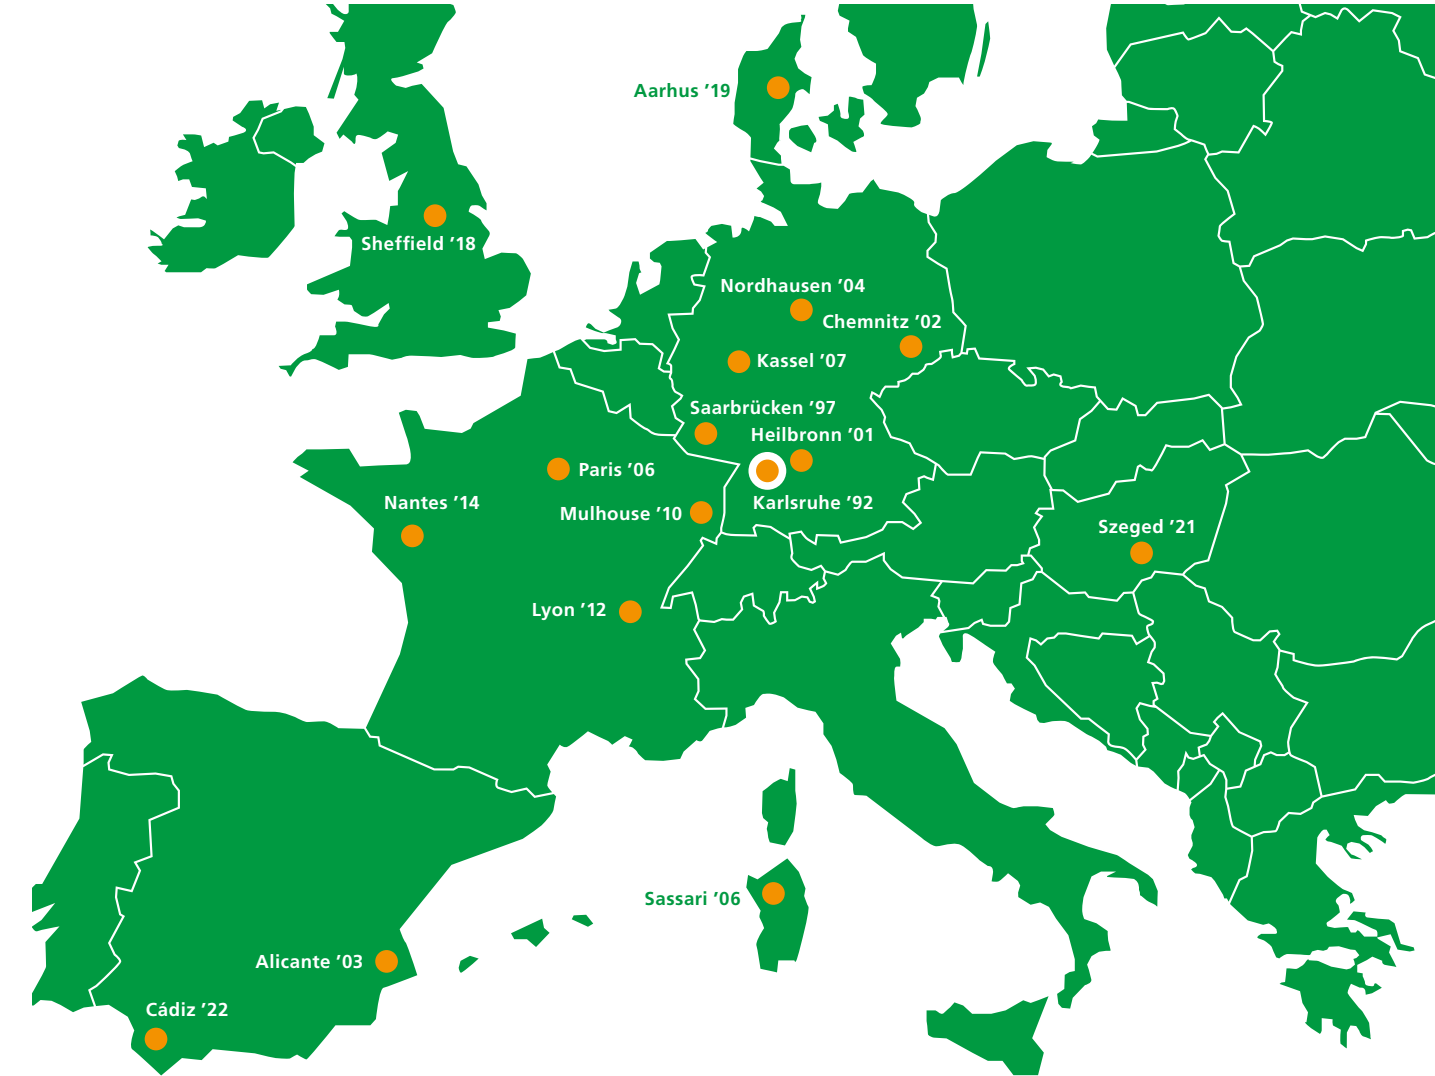 Aarhus ’19
Sheffield ’18
Nordhausen ’04
Chemnitz ’02
Kassel ’07
Saarbrücken ’97
Heilbronn ’01
Paris ’06
Nantes ’14
Karlsruhe ’92
Mulhouse ’10
Szeged ’21
Lyon ’12
Sassari ’06
Alicante ’03
Cádiz ’22